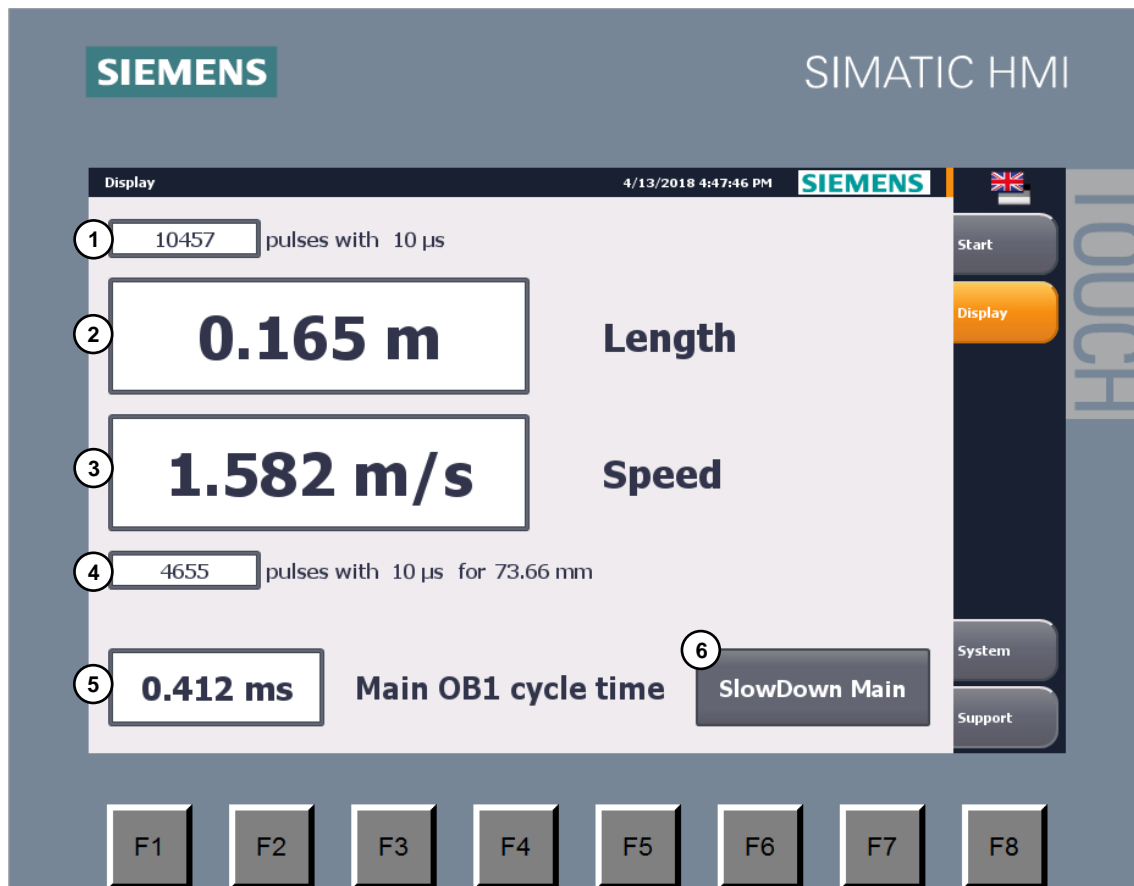 SIEMENS
SIMATIC HMI
Display
4/13/2018 4:47:46 PM
SIEMENS
TOUCH
1
10457 pulses with 10 µs
Start
2
0.165 m
Length
Display
3
1.582 m/s
Speed
4
4655 pulses with 10 µs for 73.66 mm
5
0.412 ms
Main OB1 cycle time
6
SlowDown Main
System
Support
F1
F2
F3
F4
F5
F6
F7
F8